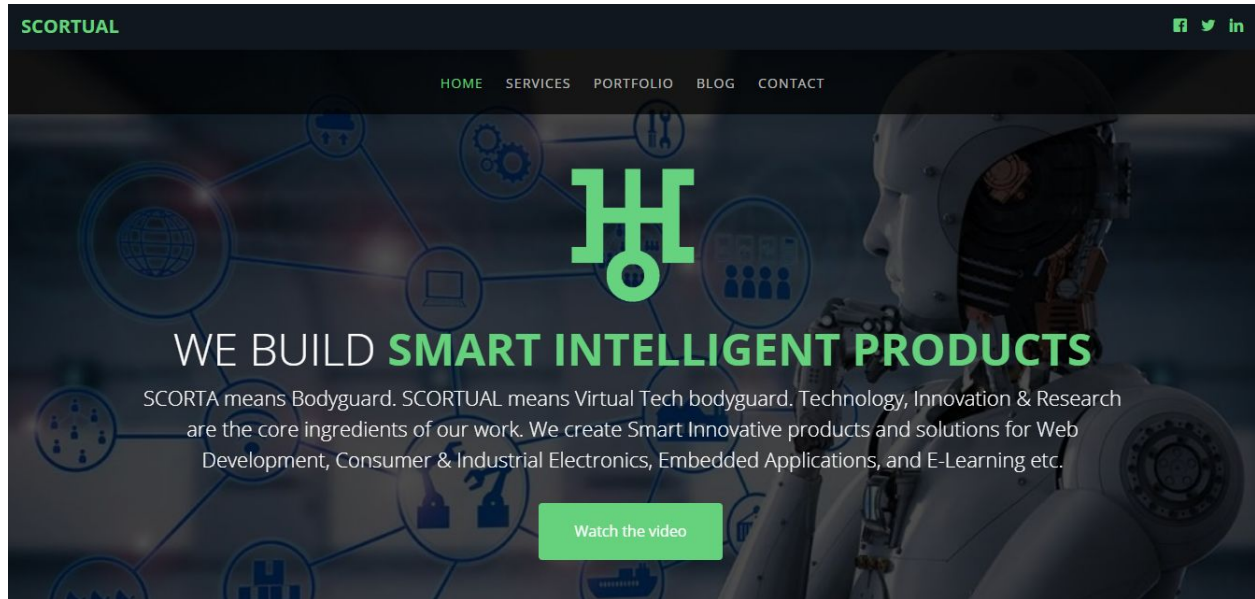 SCORTUAL
HOME SERVICES PORTFOLIO BLOG CONTACT
WE BUILD SMART INTELLIGENT PRODUCTS
SCORTA means Bodyguard. SCORTUAL means Virtual Tech bodyguard. Technology, Innovation & Research
are the core ingredients of our work. We create Smart Innovative products and solutions for Web
Development, Consumer & Industrial Electronics, Embedded Applications, and E-Learning etc.
Watch the video